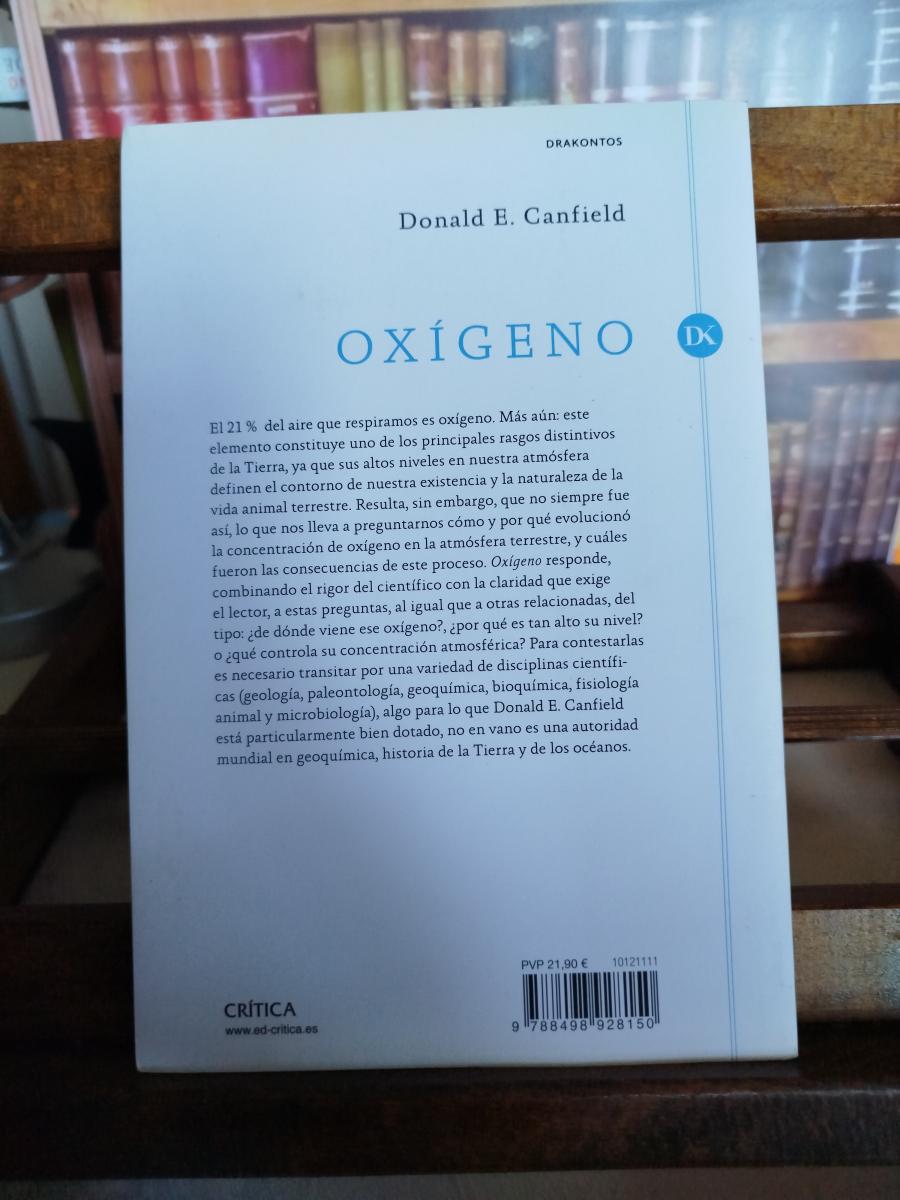 DRAKONTOS
Donald E. Canfield
OXÍGENO
DK
El 21 % del aire que respiramos es oxígeno. Más aún: este
elemento constituye uno de los principales rasgos distintivos
de la Tierra, ya que sus altos niveles en nuestra atmósfera
definen el contorno de nuestra existencia y la naturaleza de la
vida animal terrestre. Resulta, sin embargo, que no siempre fue
así, lo que nos lleva a preguntarnos cómo y por qué evolucionó
la concentración de oxígeno en la atmósfera terrestre, y cuáles
fueron las consecuencias de este proceso. Oxígeno responde,
combinando el rigor del científico con la claridad que exige
el lector, a estas preguntas, al igual que a otras relacionadas, del
tipo: ¿de dónde viene ese oxígeno?, ¿por qué es tan alto su nivel?
o ¿qué controla su concentración atmosférica? Para contestarlas
es necesario transitar por una variedad de disciplinas científi-
cas (geología, paleontología, geoquímica, bioquímica, fisiología
animal y microbiología), algo para lo que Donald E. Canfield
está particularmente bien dotado, no en vano es una autoridad
mundial en geoquímica, historia de la Tierra y de los océanos.
PVP 21,90 € 10121111
9 788498 928150
CRÍTICA
www.ed-critica.es